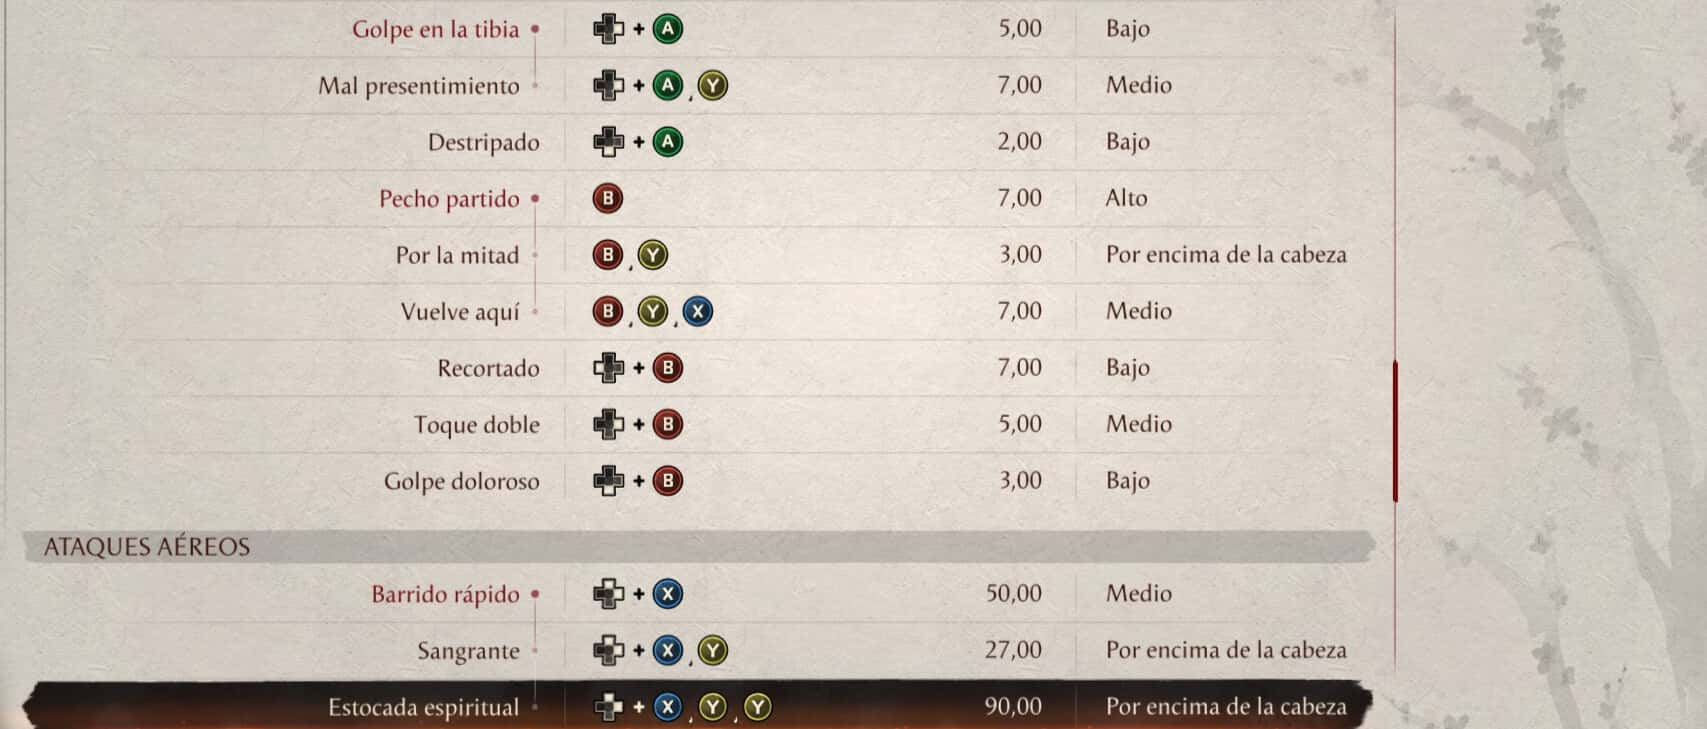 Golpe en la tibia + A 5,00 Bajo
Mal presentimiento + A , Y 7,00 Medio
Destripado + A 2,00 Bajo
Pecho partido B 7,00 Alto
Por la mitad B , Y 3,00 Por encima de la cabeza
Vuelve aquí B , Y , X 7,00 Medio
Recortado + B 7,00 Bajo
Toque doble + B 5,00 Medio
Golpe doloroso + B 3,00 Bajo
ATAQUES AÉREOS
Barrido rápido + X 50,00 Medio
Sangrante + X , Y 27,00 Por encima de la cabeza
Estocada espiritual + X , Y , Y 90,00 Por encima de la cabeza